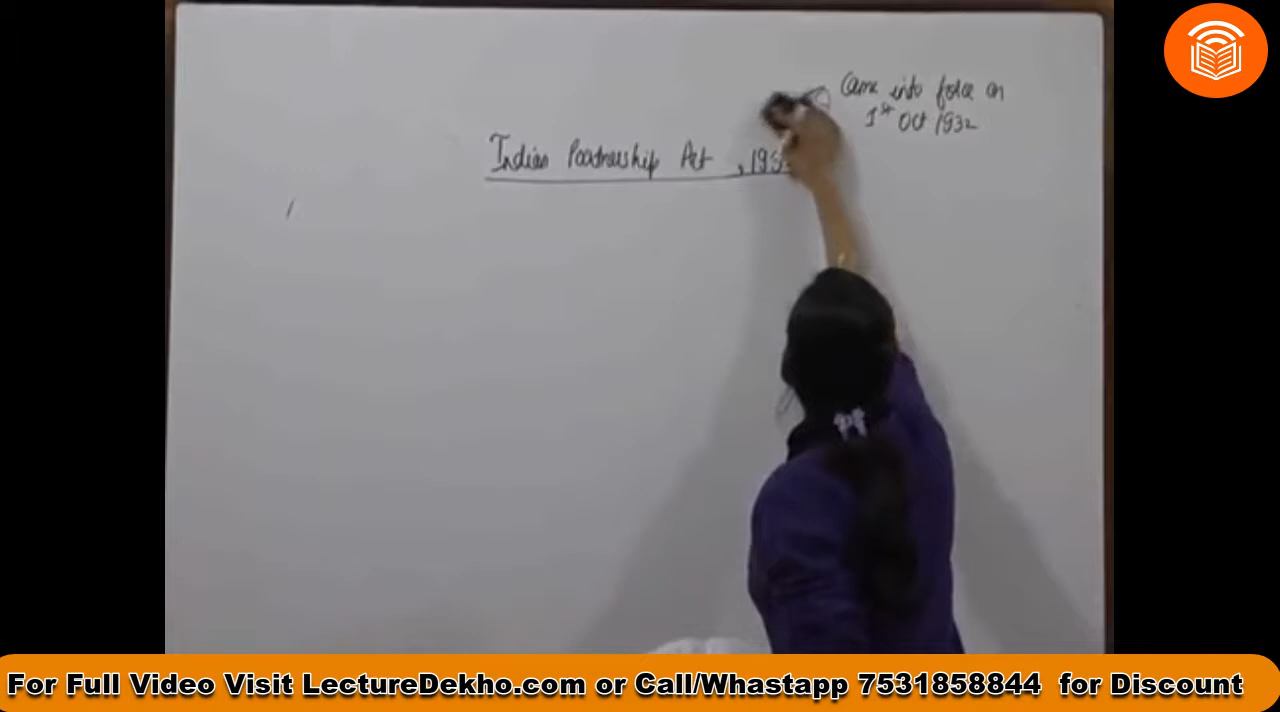 Came into force on
1st Oct 1932
Indian Partnership Act
For Full Video Visit LectureDekho.com or Call/Whastapp 7531858844 for Discount